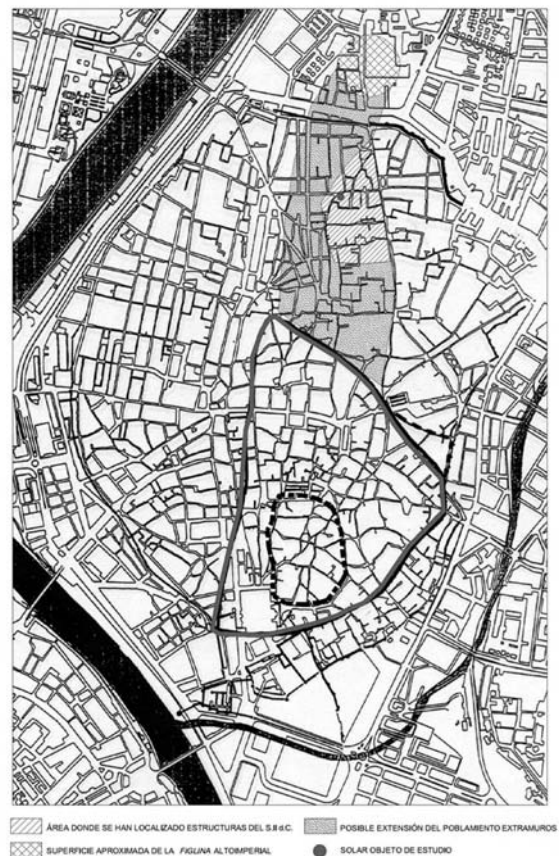 ÁREA DONDE SE HAN LOCALIZADO ESTRUCTURAS DEL S.II d.C. POSIBLE EXTENSIÓN DEL POBLAMIENTO EXTRAMUROS
SUPERFICIE APROXIMADA DE LA FIGLINA ALTOIMPERIAL SOLAR OBJETO DE ESTUDIO